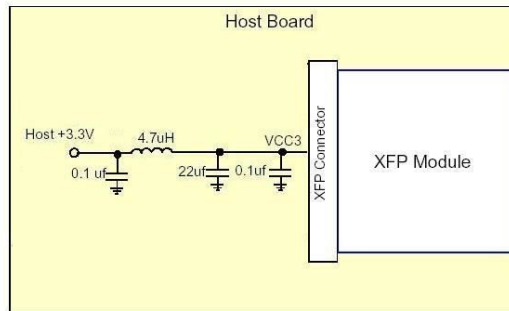 Host Board
Host +3.3V
4.7uH
VCC3
0.1 uf
22uf
0.1uf
XFP Connector
XFP Module